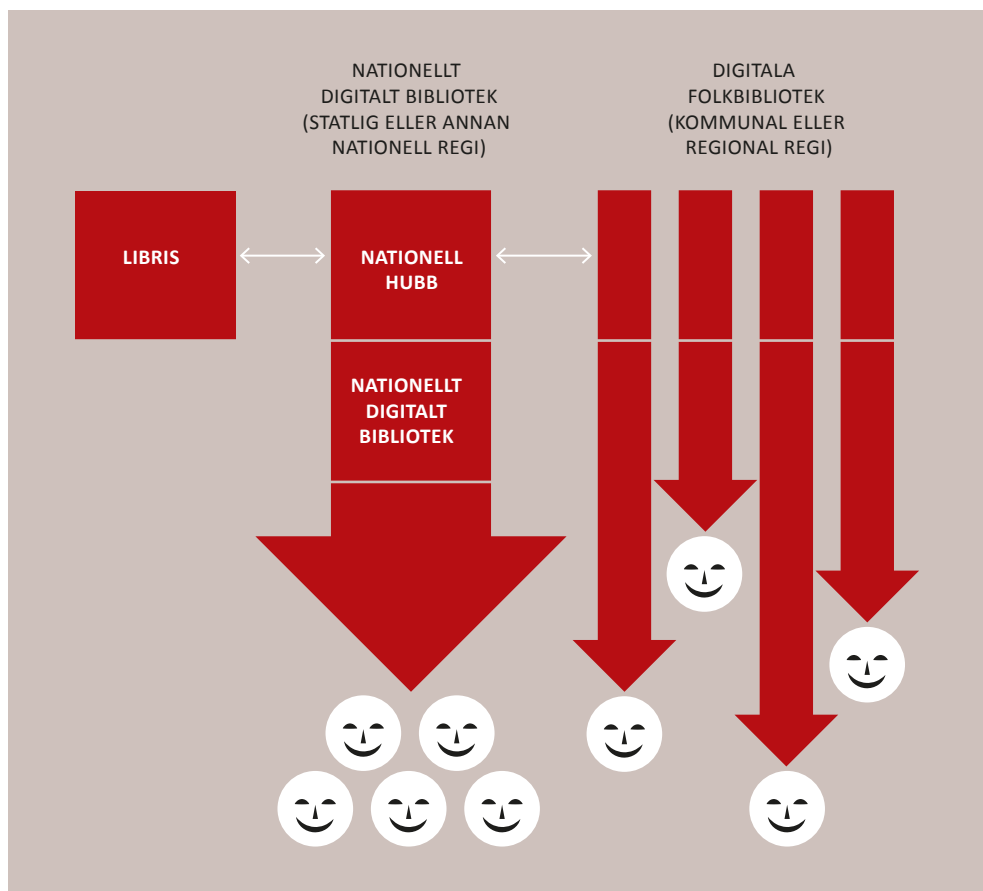 NATIONELLT
DIGITALT BIBLIOTEK
(STATLIG ELLER ANNAN
NATIONELL REGI)
DIGITALA
FOLKBIBLIOTEK
(KOMMUNAL ELLER
REGIONAL REGI)
LIBRIS
NATIONELL
HUBB
NATIONELLT
DIGITALT
BIBLIOTEK